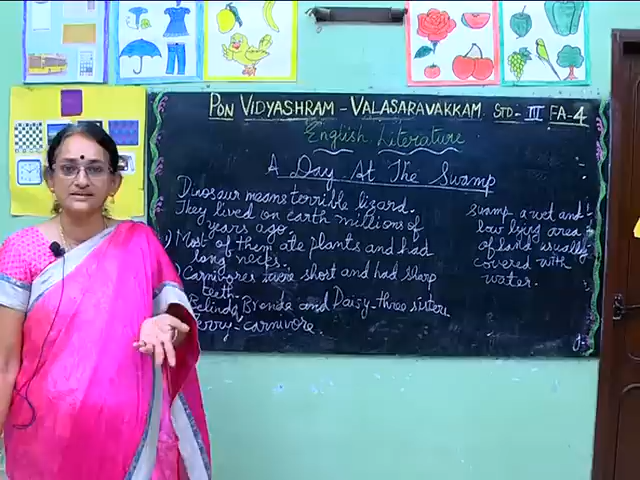 PON VIDYASHRAM - VALASARAVAKKAM STD:- III FA-4
English Literature
A Day At The Swamp
Dinosaur means terrible lizard.
They lived on earth millions of
years ago.
1) Most of them ate plants and had
long necks.
Carnivores were short and had sharp
teeth.
Belinda, Brenda and Daisy-three sisters
Terry-carnivore
swamp a wet and
low lying area
of land usually
covered with
water.